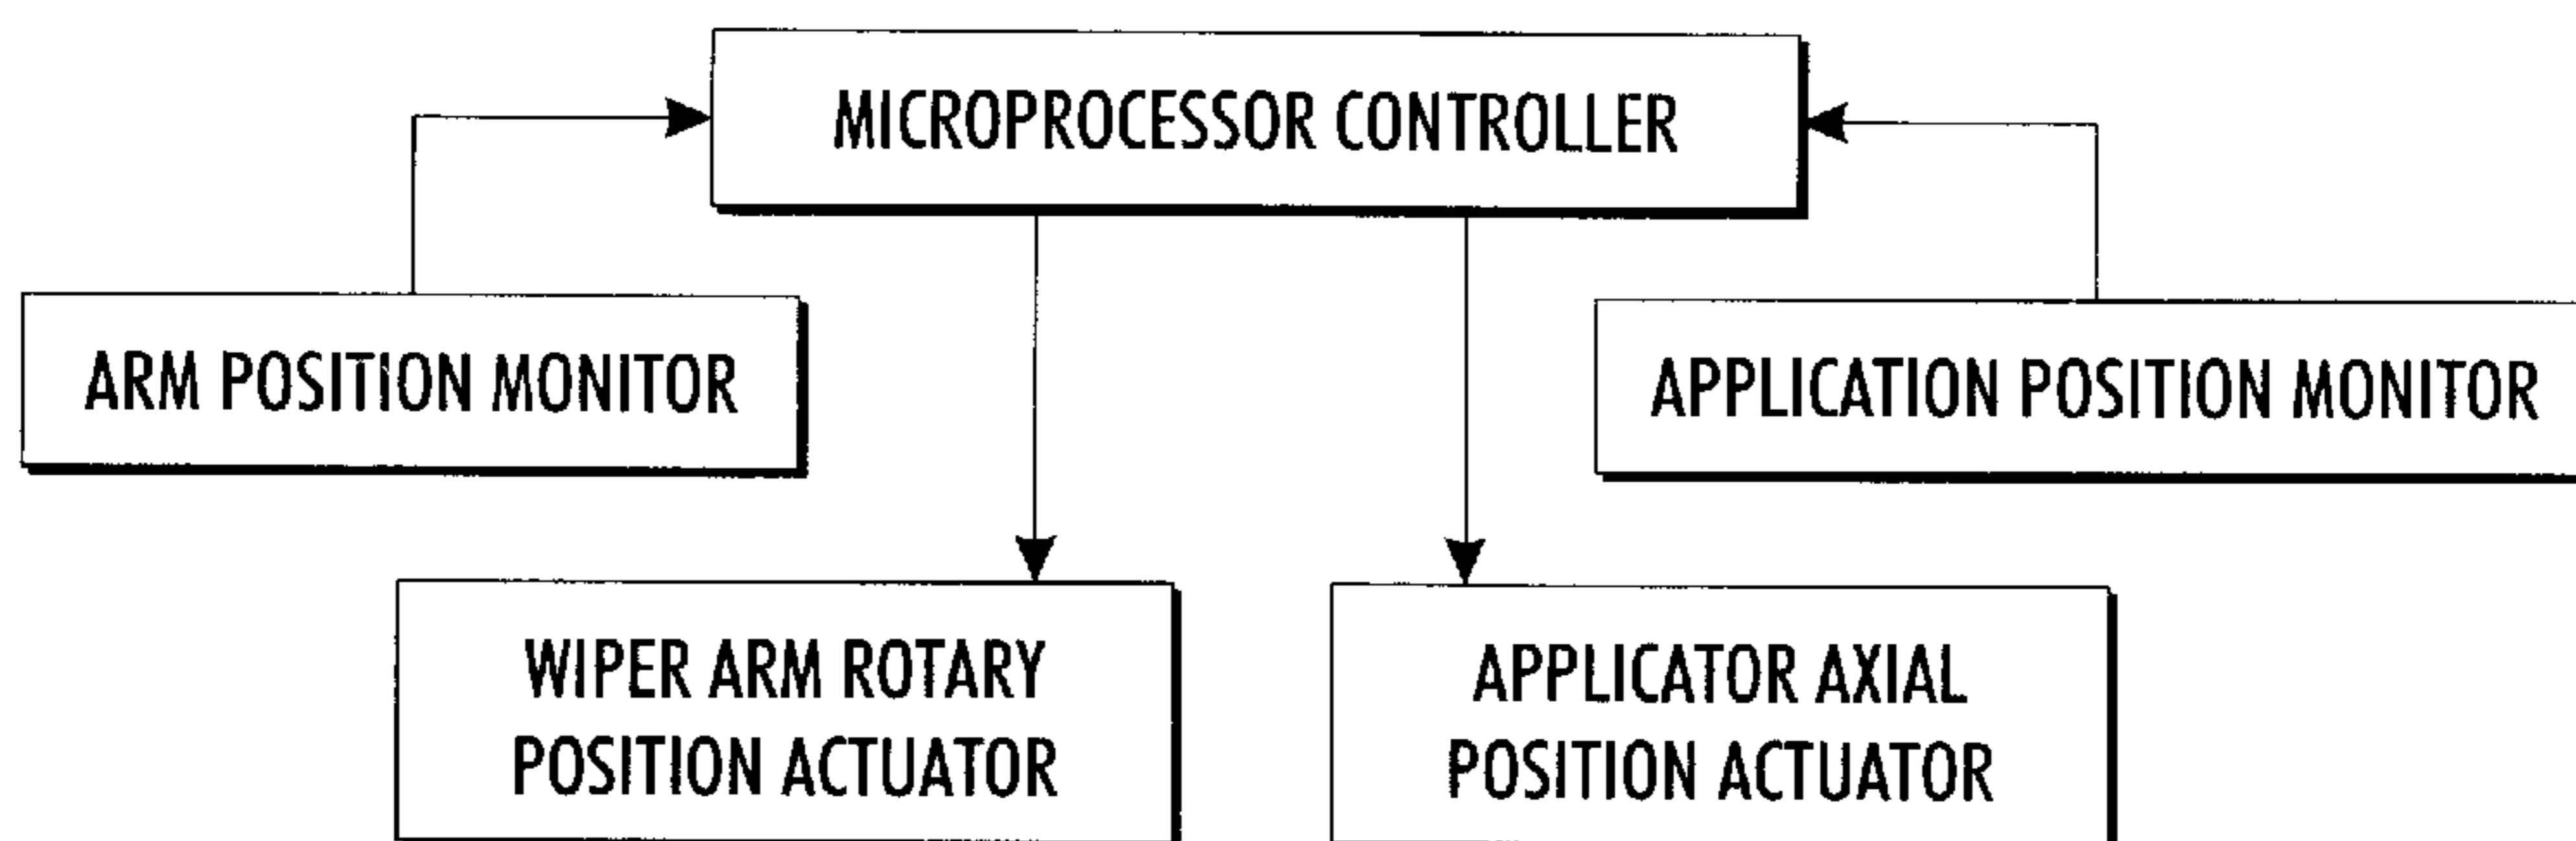 MICROPROCESSOR CONTROLLER
ARM POSITION MONITOR
APPLICATION POSITION MONITOR
WIPER ARM ROTARY
POSITION ACTUATOR
APPLICATOR AXIAL
POSITION ACTUATOR